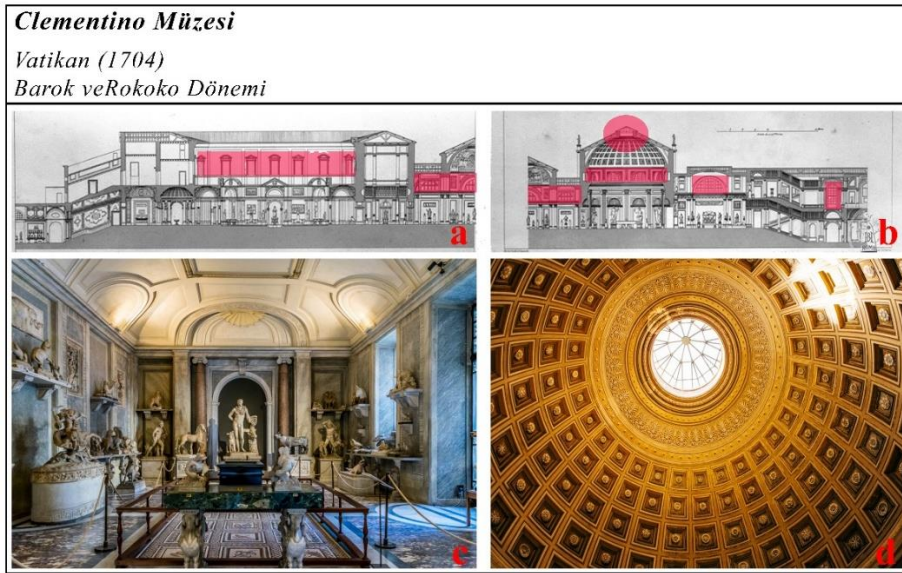 Clementino Müzesi
Vatikan (1704)
Barok veRokoko Dönemi
a
b
c
d